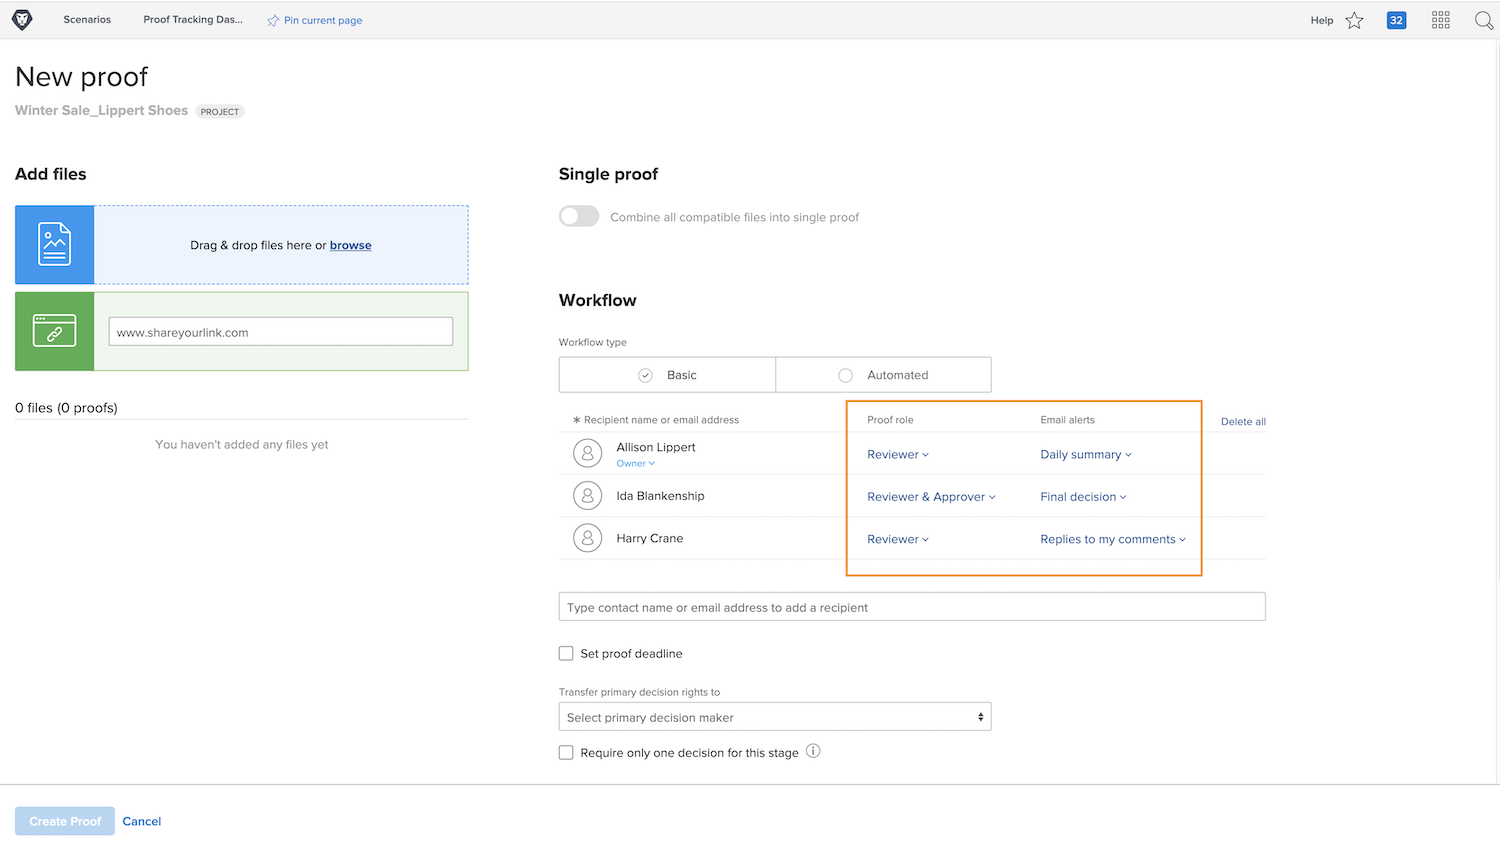 Scenarios
Proof Tracking Das...
Pin current page
Help
32
New proof
Winter Sale_Lippert Shoes PROJECT
Add files
Drag & drop files here or browse
www.shareyourlink.com
0 files (0 proofs)
You haven't added any files yet
Single proof
Combine all compatible files into single proof
Workflow
Workflow type
Basic
Automated
* Recipient name or email address
Proof role
Email alerts
Delete all
Allison Lippert
Owner
Reviewer
Daily summary
Ida Blankenship
Reviewer & Approver
Final decision
Harry Crane
Reviewer
Replies to my comments
Type contact name or email address to add a recipient
Set proof deadline
Transfer primary decision rights to
Select primary decision maker
Require only one decision for this stage
Create Proof
Cancel